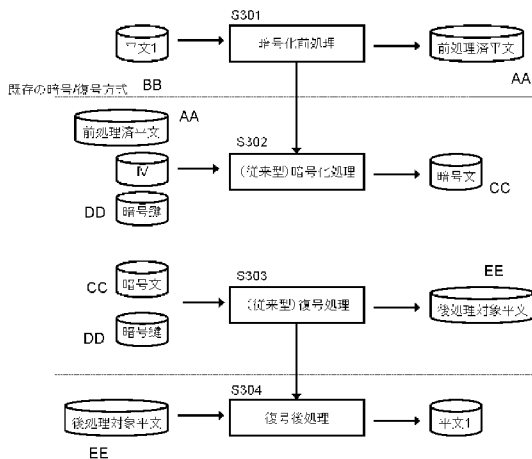 S301
平文1
暗号化前処理
前処理済平文
AA
BB
既存の暗号/復号方式
AA
前処理済平文
S302
IV
(従来型)暗号化処理
暗号文
CC
DD
暗号鍵
S303
EE
CC
暗号文
(従来型)復号処理
後処理対象平文
DD
暗号鍵
S304
後処理対象平文
復号後処理
平文1
EE